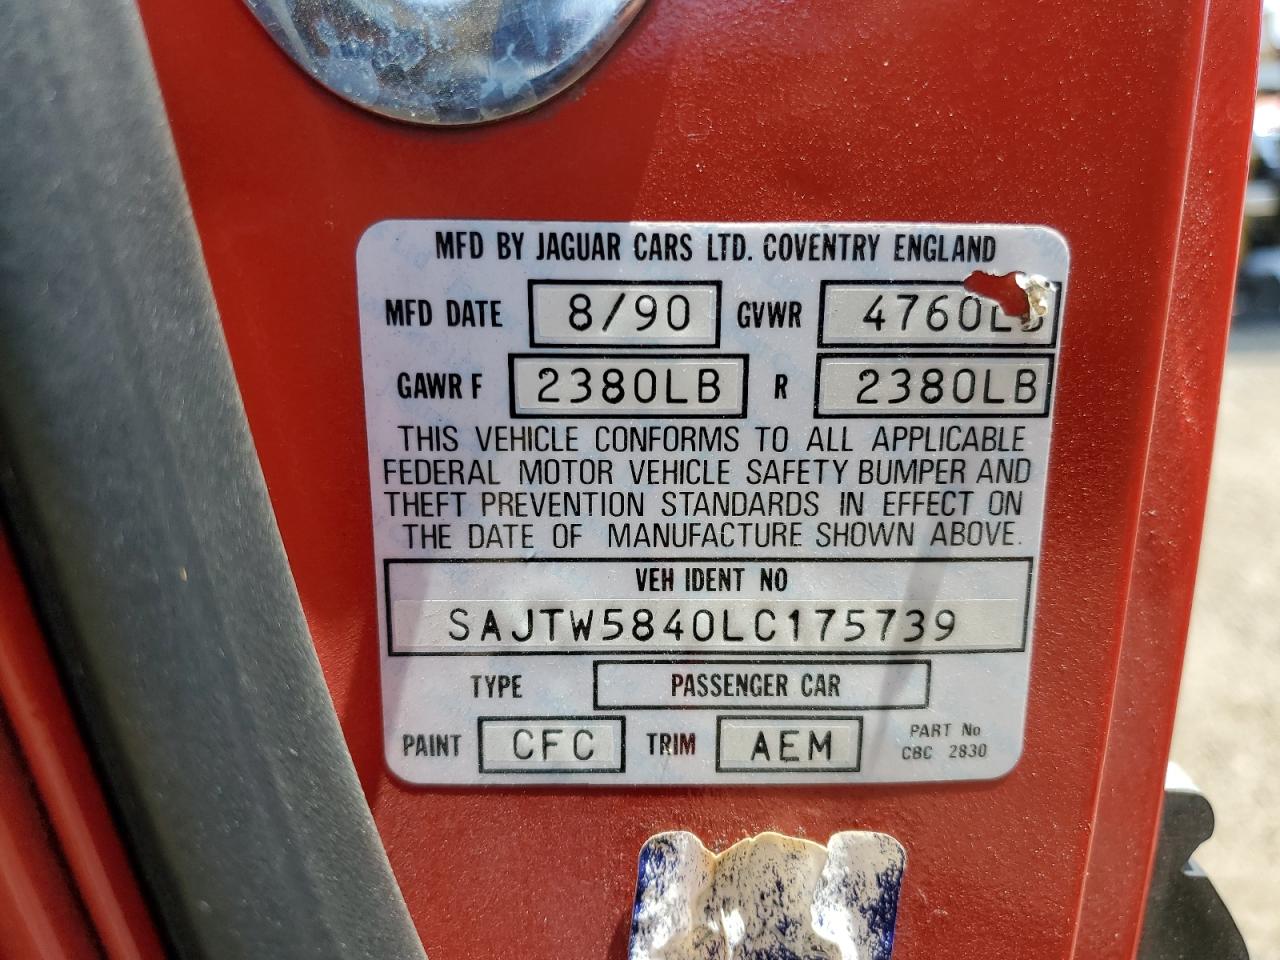 MFD BY JAGUAR CARS LTD. COVENTRY ENGLAND
MFD DATE 8/90 GVWR 4760LB
GAWR F 2380LB R 2380LB
THIS VEHICLE CONFORMS TO ALL APPLICABLE
FEDERAL MOTOR VEHICLE SAFETY BUMPER AND
THEFT PREVENTION STANDARDS IN EFFECT ON
THE DATE OF MANUFACTURE SHOWN ABOVE.
VEH IDENT NO
SAJTW5840LC175739
TYPE PASSENGER CAR
PAINT CFC TRIM AEM PART No
CBC 2830